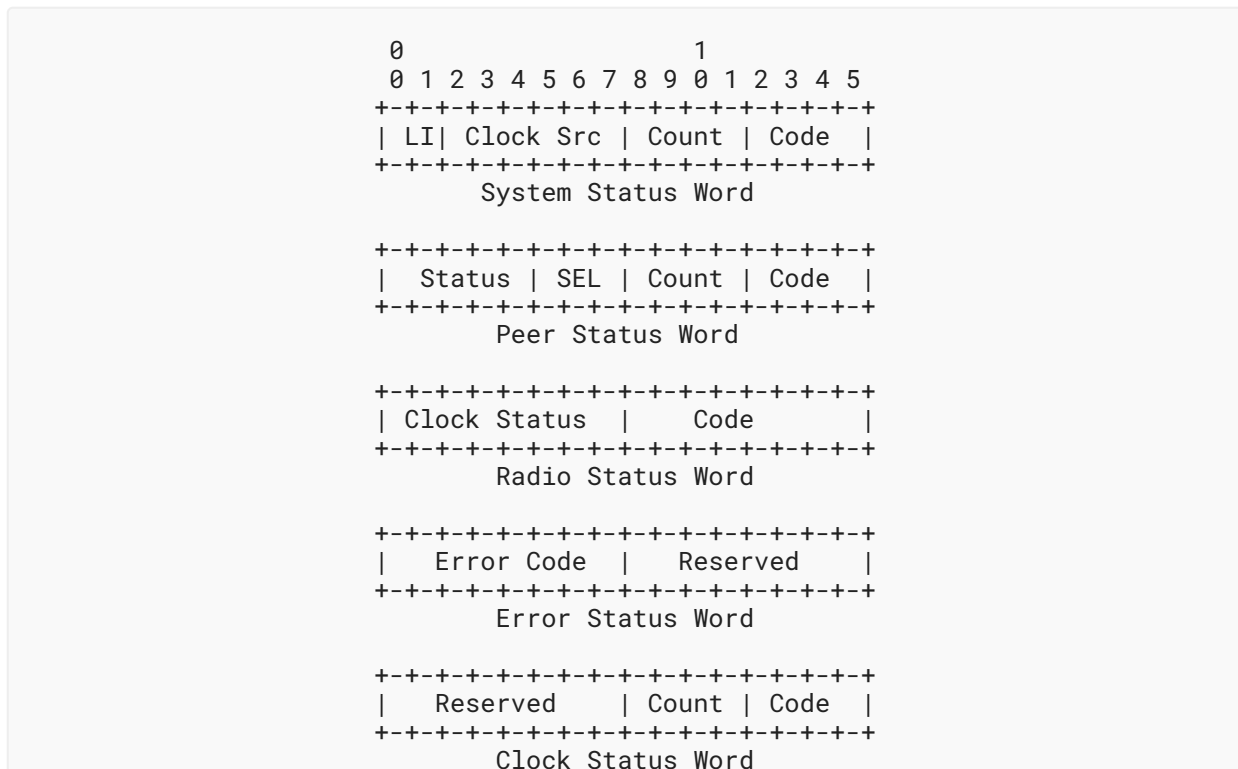 0                   1
0 1 2 3 4 5 6 7 8 9 0 1 2 3 4 5
+-+-+-+-+-+-+-+-+-+-+-+-+-+-+-+-+
| LI| Clock Src | Count | Code  |
+-+-+-+-+-+-+-+-+-+-+-+-+-+-+-+-+
System Status Word
+-+-+-+-+-+-+-+-+-+-+-+-+-+-+-+-+
|  Status | SEL | Count | Code  |
+-+-+-+-+-+-+-+-+-+-+-+-+-+-+-+-+
Peer Status Word
+-+-+-+-+-+-+-+-+-+-+-+-+-+-+-+-+
| Clock Status  |    Code       |
+-+-+-+-+-+-+-+-+-+-+-+-+-+-+-+-+
Radio Status Word
+-+-+-+-+-+-+-+-+-+-+-+-+-+-+-+-+
|   Error Code  |   Reserved    |
+-+-+-+-+-+-+-+-+-+-+-+-+-+-+-+-+
Error Status Word
+-+-+-+-+-+-+-+-+-+-+-+-+-+-+-+-+
|   Reserved    | Count | Code  |
+-+-+-+-+-+-+-+-+-+-+-+-+-+-+-+-+
Clock Status Word